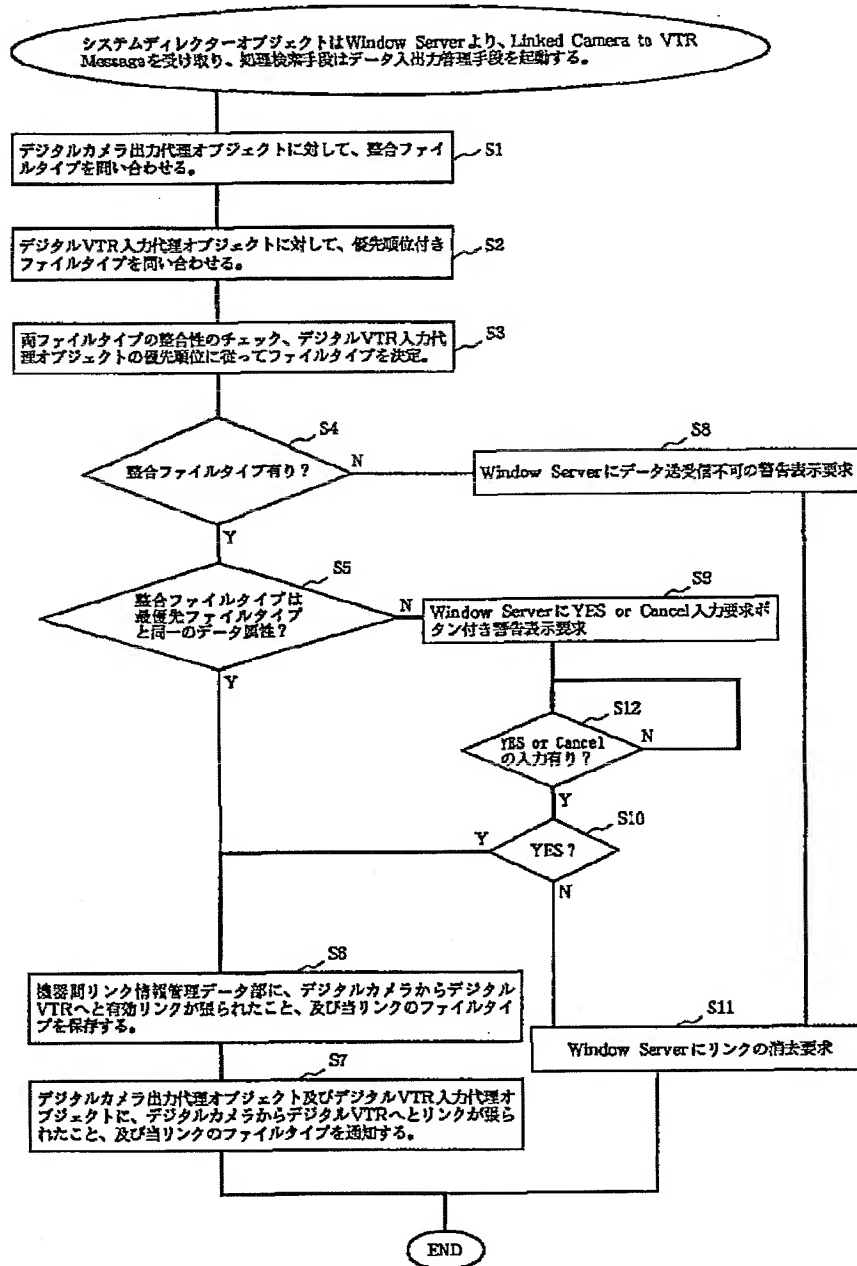 システムディレクターオブジェクトはWindow Serverより、Linked Camera to VTR
Messageを受け取り、処理検索手段はデータ入出力管理手段を起動する。
デジタルカメラ出力代理オブジェクトに対して、整合ファイ
ルタイプを問い合わせる。
S1
デジタルVTR入力代理オブジェクトに対して、優先順位付き
ファイルタイプを問い合わせる。
S2
両ファイルタイプの整合性のチェック、デジタルVTR入力代
理オブジェクトの優先順位に従ってファイルタイプを決定。
S3
S4
整合ファイルタイプ有り?
N
Y
S8
Window Serverにデータ送受信不可の警告表示要求
S5
整合ファイルタイプは
最優先ファイルタイプ
と同一のデータ属性?
N
Y
S9
Window ServerにYES or Cancel入力要求ボ
タン付き警告表示要求
S12
YES or Cancel
の入力有り?
N
Y
S10
YES?
Y
N
S6
機器間リンク情報管理データ部に、デジタルカメラからデジタル
VTRへと有効リンクが張られたこと、及び当リンクのファイルタイ
プを保存する。
S11
Window Serverにリンクの消去要求
S7
デジタルカメラ出力代理オブジェクト及びデジタルVTR入力代理オ
ブジェクトに、デジタルカメラからデジタルVTRへとリンクが張ら
れたこと、及び当リンクのファイルタイプを通知する。
END